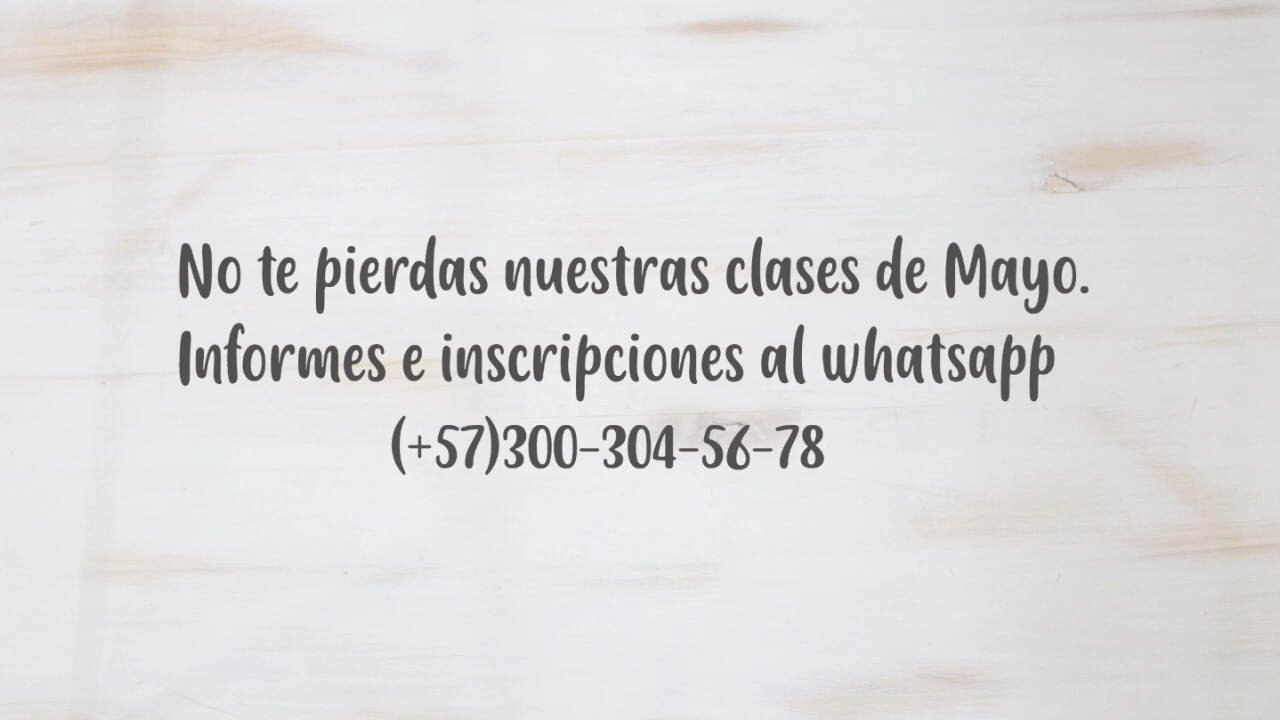 No te pierdas nuestras clases de Mayo.
Informes e inscripciones al whatsapp
(+57)300-304-56-78